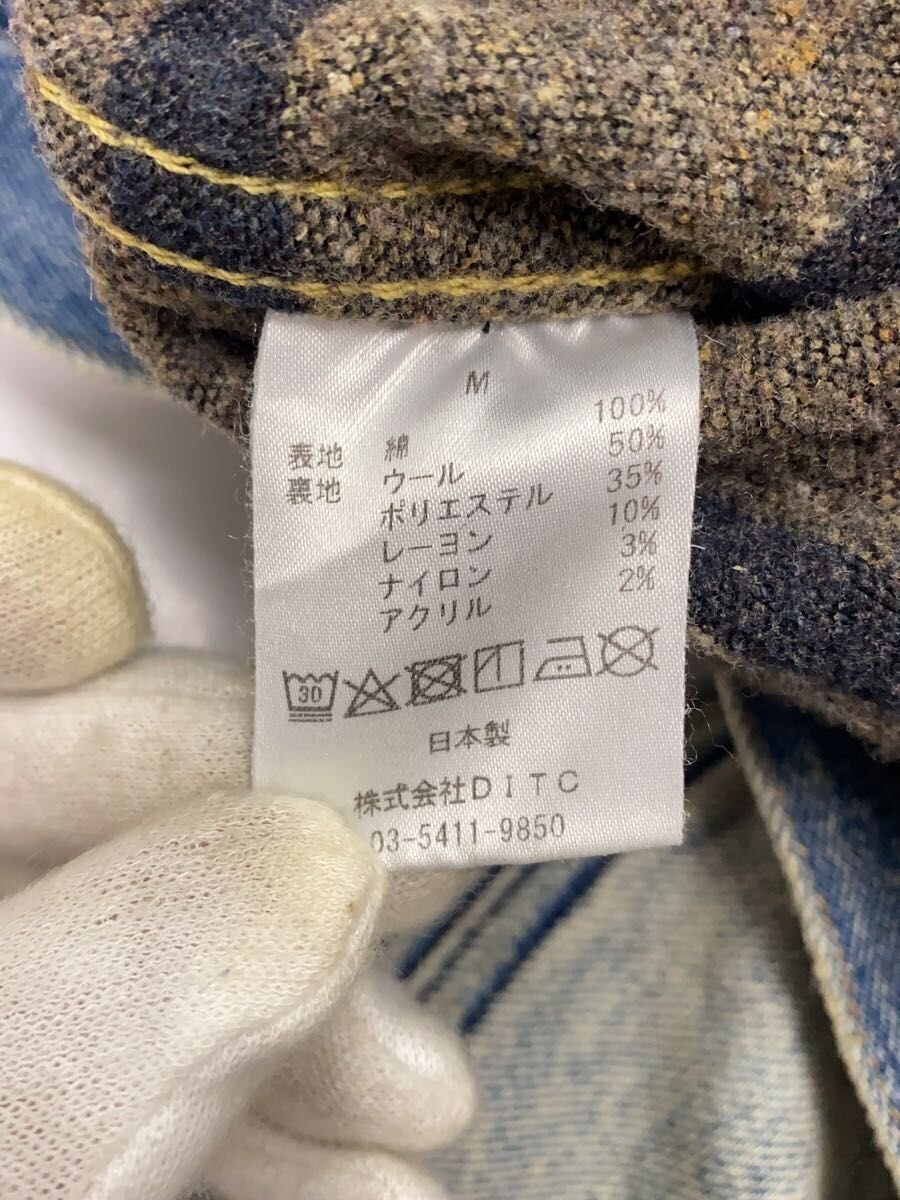 M
表地 綿 100%
裏地 ウール 50%
ポリエステル 35%
レーヨン 10%
ナイロン 3%
アクリル 2%
30
日本製
株式会社DITC
03-5411-9850